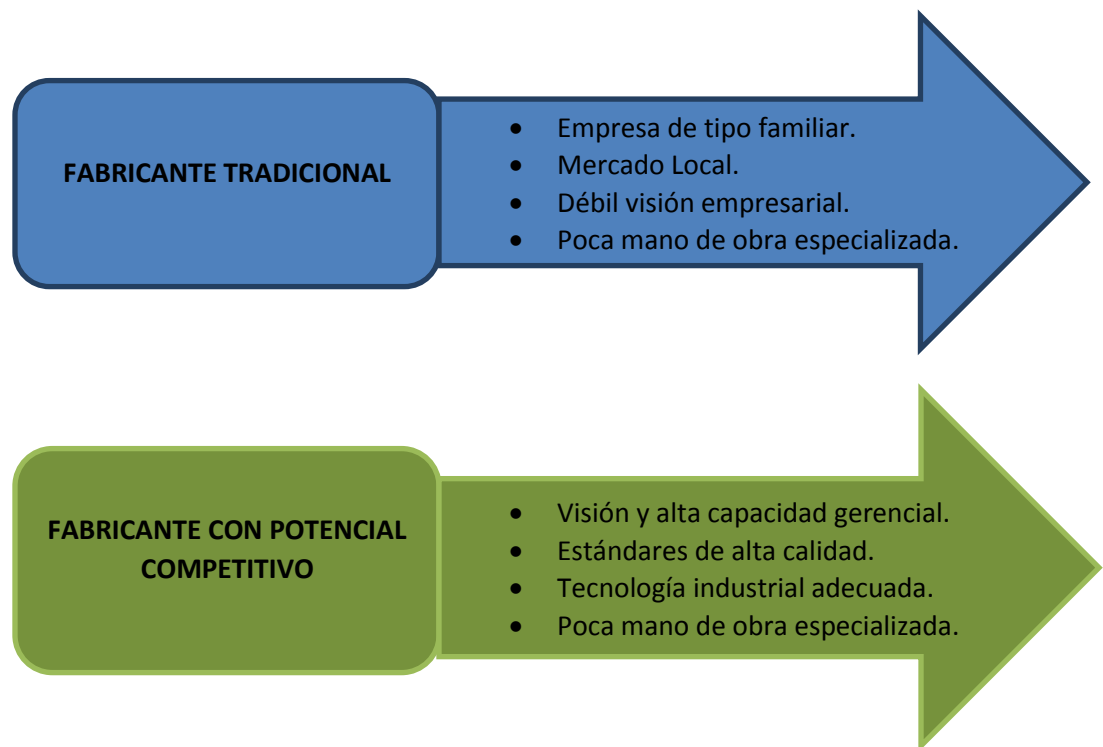 FABRICANTE TRADICIONAL
• Empresa de tipo familiar.
• Mercado Local.
• Débil visión empresarial.
• Poca mano de obra especializada.
FABRICANTE CON POTENCIAL
COMPETITIVO
• Visión y alta capacidad gerencial.
• Estándares de alta calidad.
• Tecnología industrial adecuada.
• Poca mano de obra especializada.